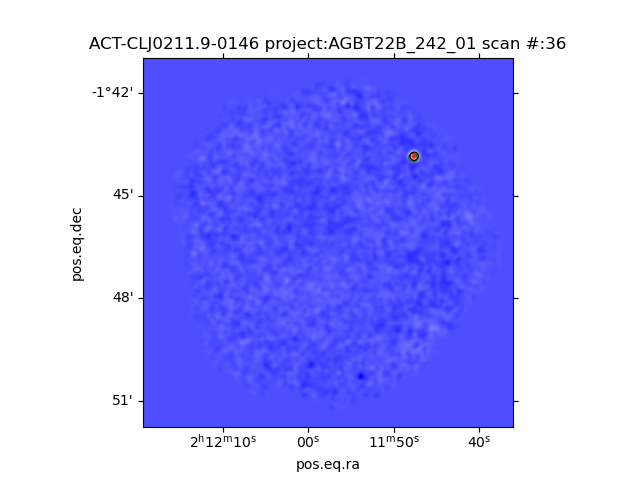 ACT-CLJ0211.9-0146 project:AGBT22B_242_01 scan #:36
-1°42'
45'
48'
51'
pos.eq.dec
2ʰ12ᵐ10ˢ 00ˢ 11ᵐ50ˢ 40ˢ
pos.eq.ra